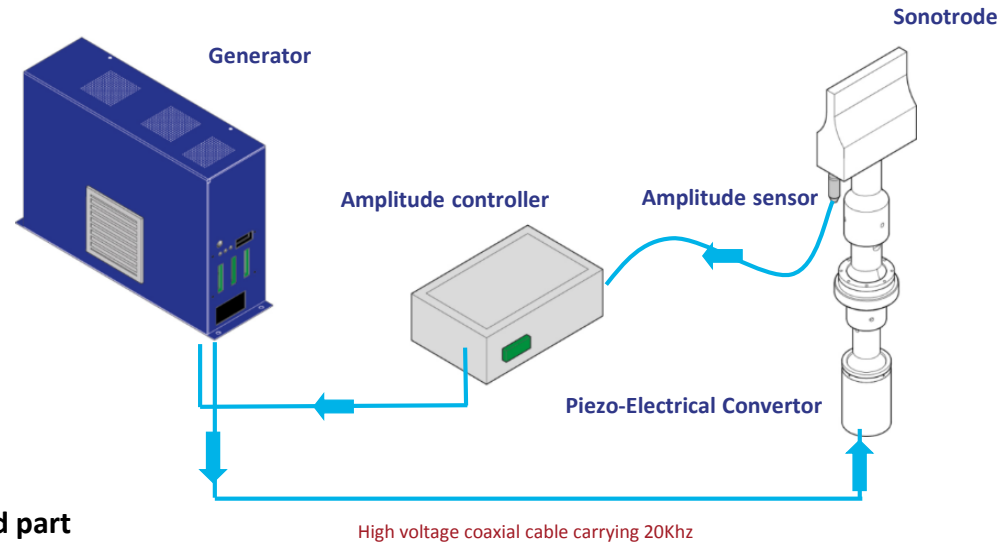 Sonotrode
Generator
Amplitude controller
Amplitude sensor
Piezo-Electrical Convertor
part
High voltage coaxial cable carrying 20Khz